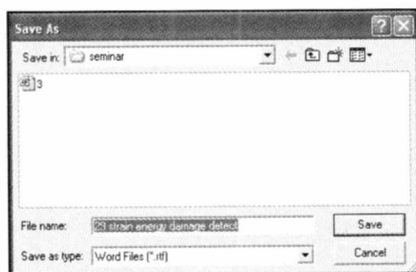 Save As
Save in: seminar
3
File name: 29 strain energy damage detect
Save Save as type: Word Files (*.rtf)
Cancel